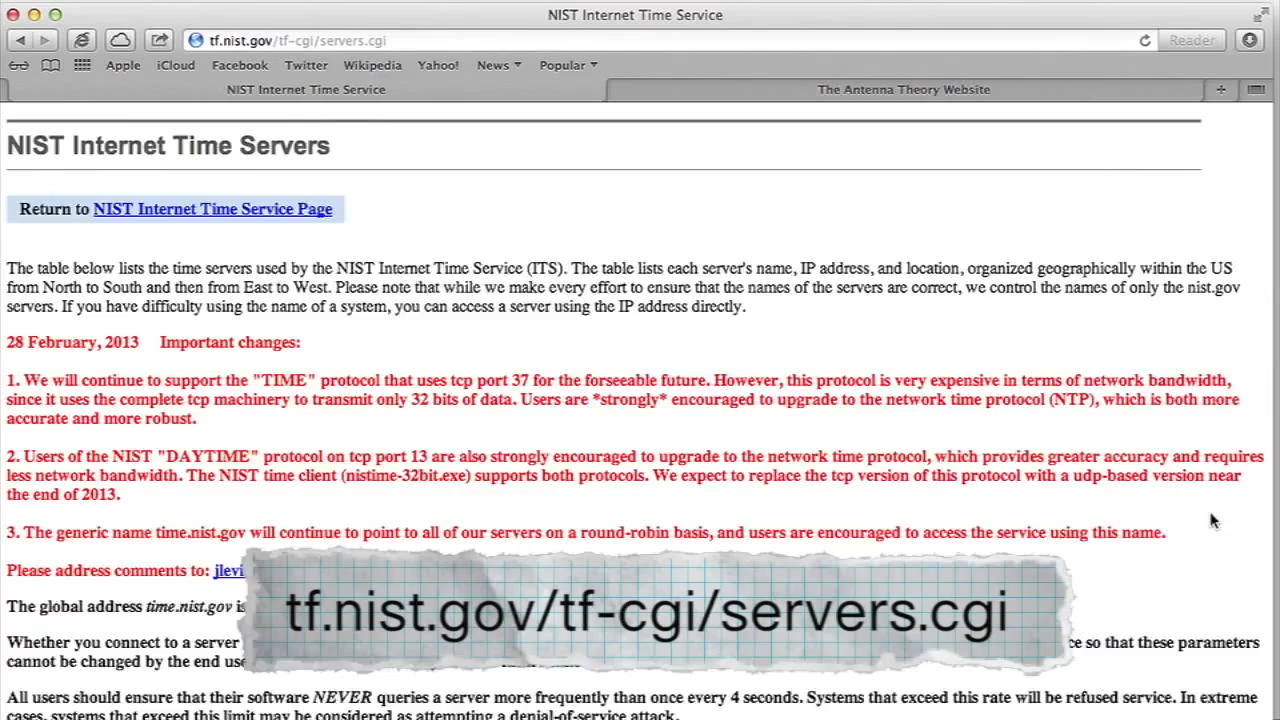 NIST Internet Time Service
tf.nist.gov/tf-cgi/servers.cgi
Reader
Apple iCloud Facebook Twitter Wikipedia Yahoo! News Popular
NIST Internet Time Service
The Antenna Theory Website
NIST Internet Time Servers
Return to NIST Internet Time Service Page
The table below lists the time servers used by the NIST Internet Time Service (ITS). The table lists each server's name, IP address, and location, organized geographically within the US
from North to South and then from East to West. Please note that while we make every effort to ensure that the names of the servers are correct, we control the names of only the nist.gov
servers. If you have difficulty using the name of a system, you can access a server using the IP address directly.
28 February, 2013 Important changes:
1. We will continue to support the "TIME" protocol that uses tcp port 37 for the forseeable future. However, this protocol is very expensive in terms of network bandwidth,
since it uses the complete tcp machinery to transmit only 32 bits of data. Users are *strongly* encouraged to upgrade to the network time protocol (NTP), which is both more
accurate and more robust.
2. Users of the NIST "DAYTIME" protocol on tcp port 13 are also strongly encouraged to upgrade to the network time protocol, which provides greater accuracy and requires
less network bandwidth. The NIST time client (nistime-32bit.exe) supports both protocols. We expect to replace the tcp version of this protocol with a udp-based version near
the end of 2013.
3. The generic name time.nist.gov will continue to point to all of our servers on a round-robin basis, and users are encouraged to access the service using this name.
Please address comments to: jlevi
The global address time.nist.gov is
tf.nist.gov/tf-cgi/servers.cgi
Whether you connect to a server ce so that these parameters
cannot be changed by the end use
All users should ensure that their software NEVER queries a server more frequently than once every 4 seconds. Systems that exceed this rate will be refused service. In extreme
cases, systems that exceed this limit may be considered as attempting a denial-of-service attack.